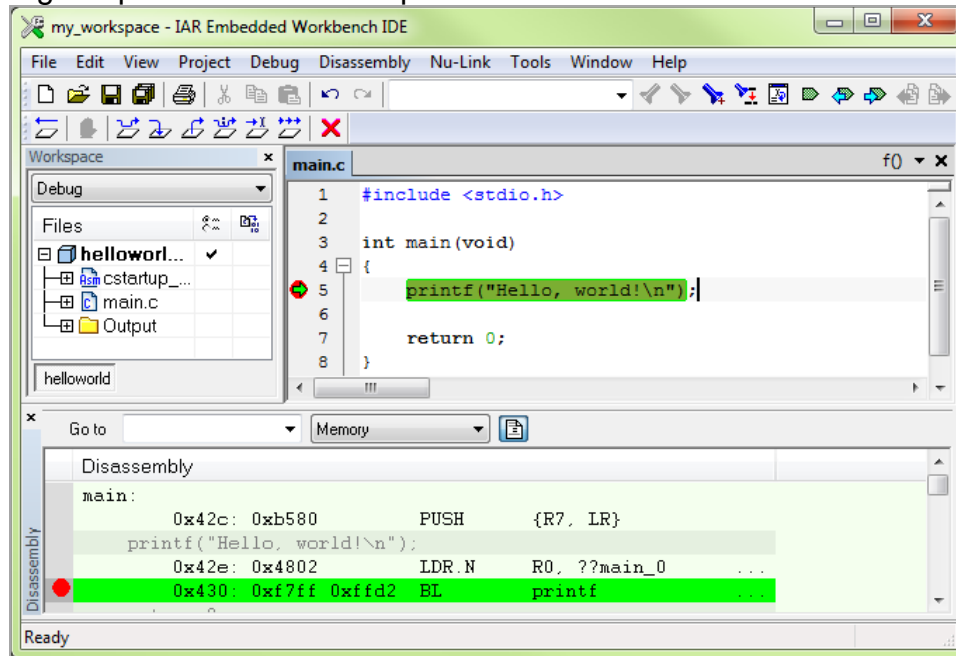 my_workspace - IAR Embedded Workbench IDE
File Edit View Project Debug Disassembly Nu-Link Tools Window Help
Workspace
Debug
Files
helloworl...
cstartup_...
main.c
Output
helloworld
main.c f()
1 #include <stdio.h>
2
3 int main(void)
4 {
5 printf("Hello, world!\n");
6
7 return 0;
8 }
Go to Memory
Disassembly
Disassembly
main:
0x42c: 0xb580 PUSH {R7, LR}
printf("Hello, world!\n");
0x42e: 0x4802 LDR.N R0, ??main_0 ...
0x430: 0xf7ff 0xffd2 BL printf ...
Ready